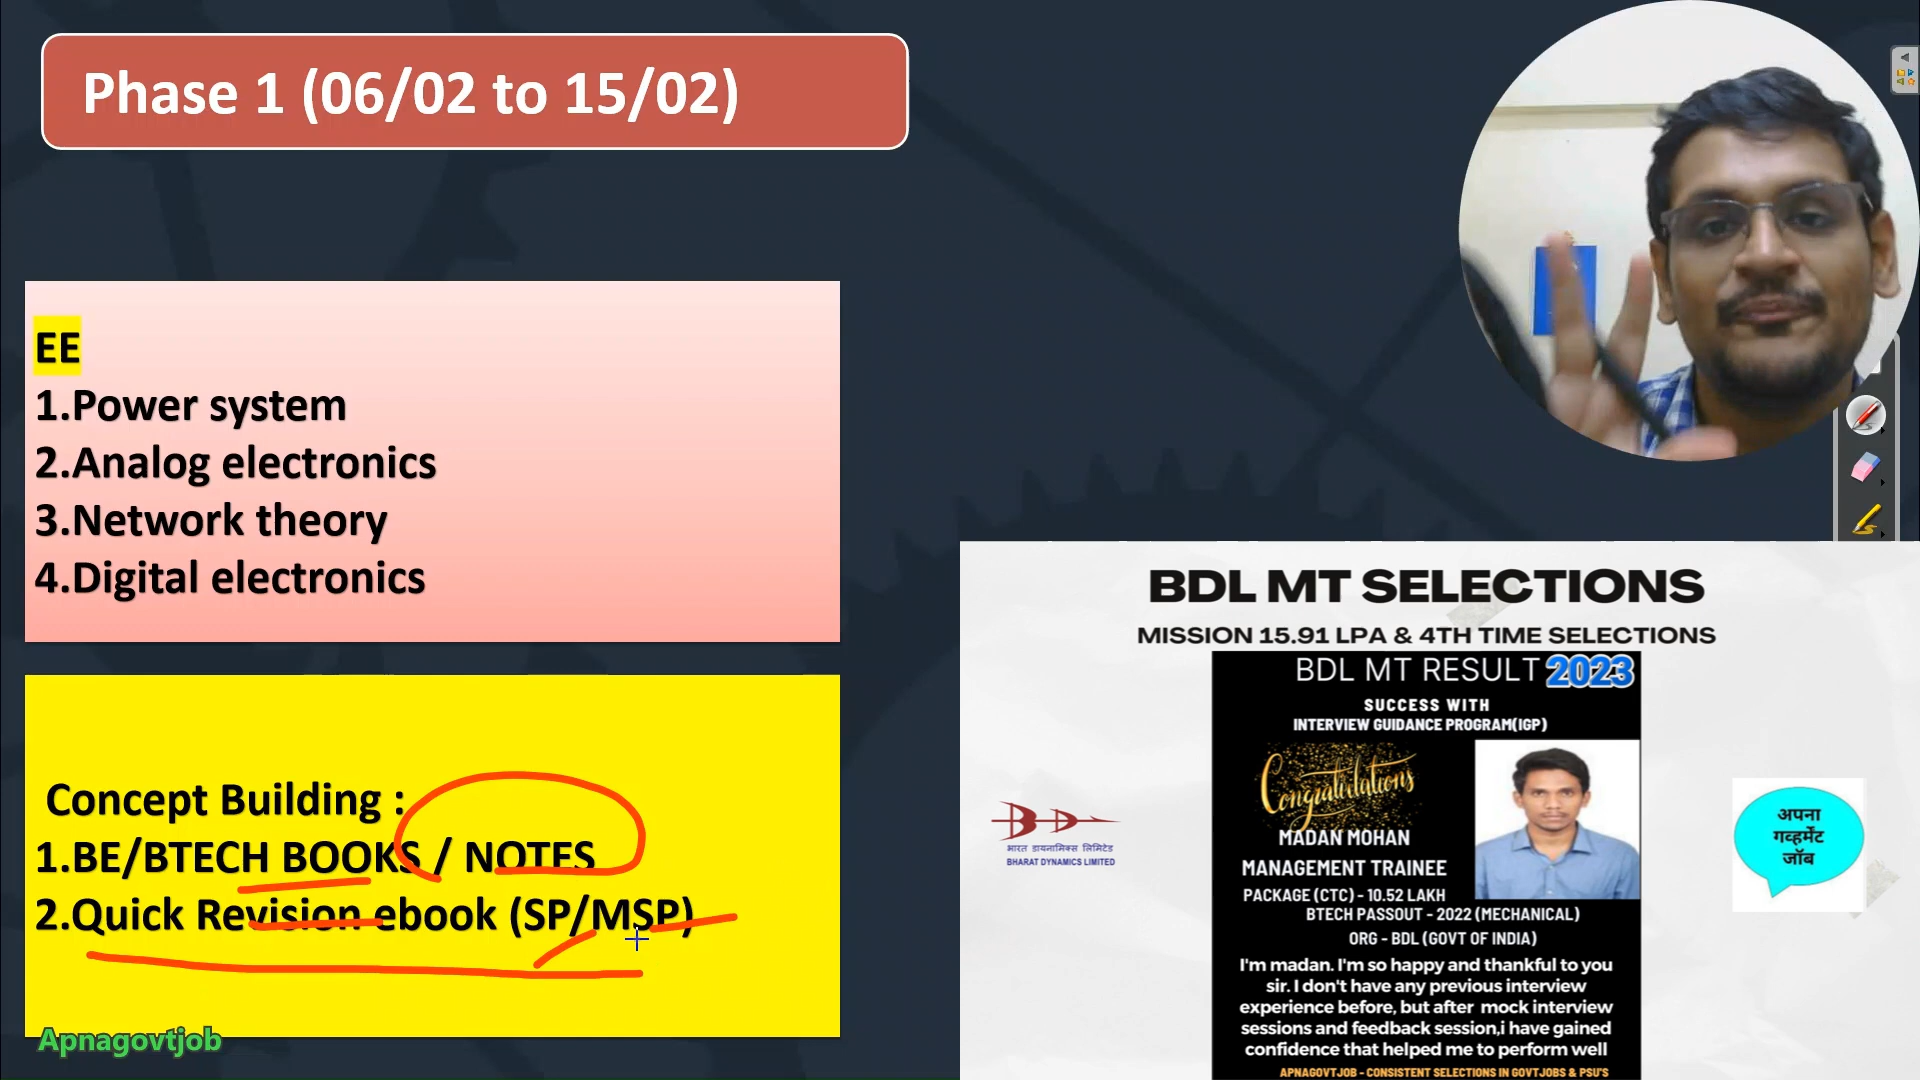 Phase 1 (06/02 to 15/02)
EE
1.Power system
2.Analog electronics
3.Network theory
4.Digital electronics
Concept Building :
1.BE/BTECH BOOKS / NOTES
2.Quick Revision ebook (SP/MSP)
Apnagovtjob
BDL MT SELECTIONS
MISSION 15.91 LPA & 4TH TIME SELECTIONS
BDL MT RESULT 2023
SUCCESS WITH
INTERVIEW GUIDANCE PROGRAM(IGP)
Congratulations
MADAN MOHAN
MANAGEMENT TRAINEE
PACKAGE (CTC) - 10.52 LAKH
BTECH PASSOUT - 2022 (MECHANICAL)
ORG - BDL (GOVT OF INDIA)
I'm madan. I'm so happy and thankful to you
sir. I don't have any previous interview
experience before, but after mock interview
sessions and feedback session,i have gained
confidence that helped me to perform well
APNAGOVTJOB - CONSISTENT SELECTIONS IN GOVTJOBS & PSU'S
भारत डायनामिक्स लिमिटेड
BHARAT DYNAMICS LIMITED
अपना
गव्हर्मेंट
जॉब